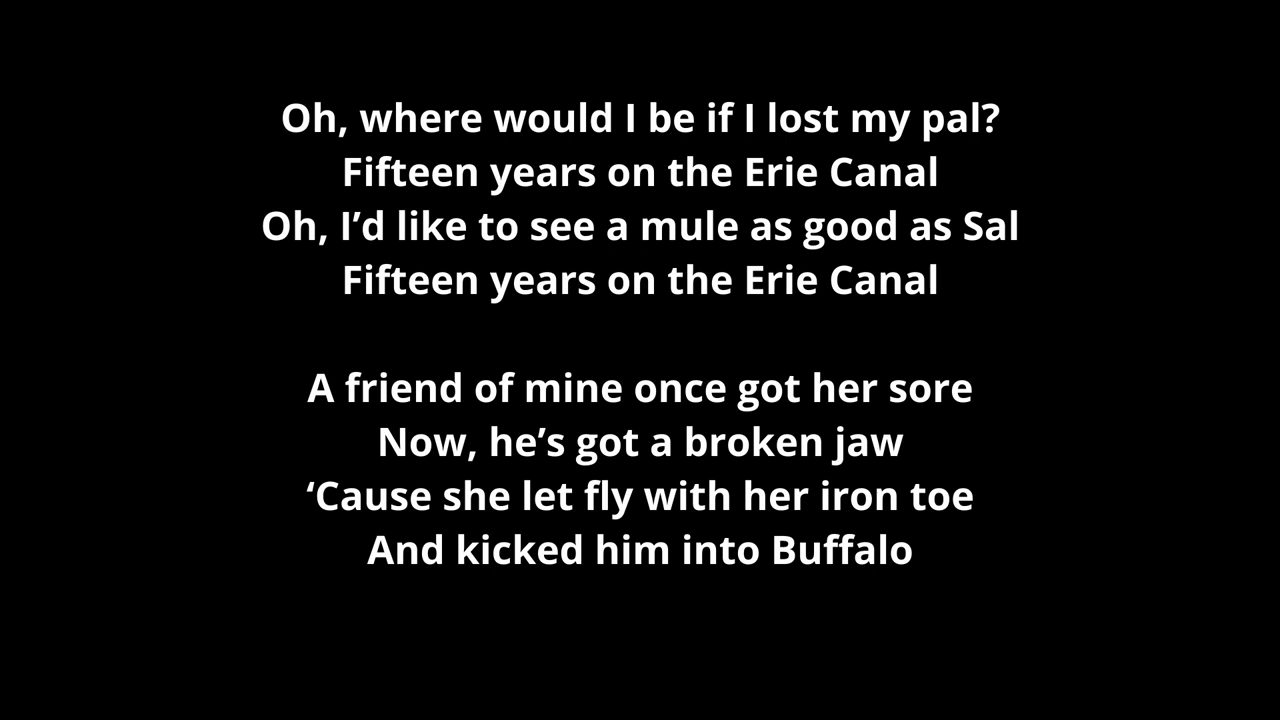 Oh, where would I be if I lost my pal?
Fifteen years on the Erie Canal
Oh, I’d like to see a mule as good as Sal
Fifteen years on the Erie Canal
A friend of mine once got her sore
Now, he’s got a broken jaw
‘Cause she let fly with her iron toe
And kicked him into Buffalo